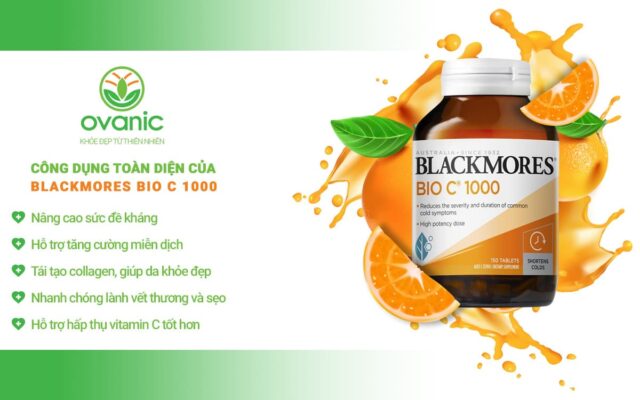 ovanic
KHỎE ĐẸP TỪ THIÊN NHIÊN
CÔNG DỤNG TOÀN DIỆN CỦA
BLACKMORES BIO C 1000
Nâng cao sức đề kháng
Hỗ trợ tăng cường miễn dịch
Tái tạo collagen, giúp da khỏe đẹp
Nhanh chóng lành vết thương và sẹo
Hỗ trợ hấp thụ vitamin C tốt hơn
AUSTRALIA • SINCE 1932
BLACKMORES
BIO C® 1000
• Reduces the severity and duration of common
cold symptoms
• High potency dose
150 TABLETS
SHORTENS
COLDS